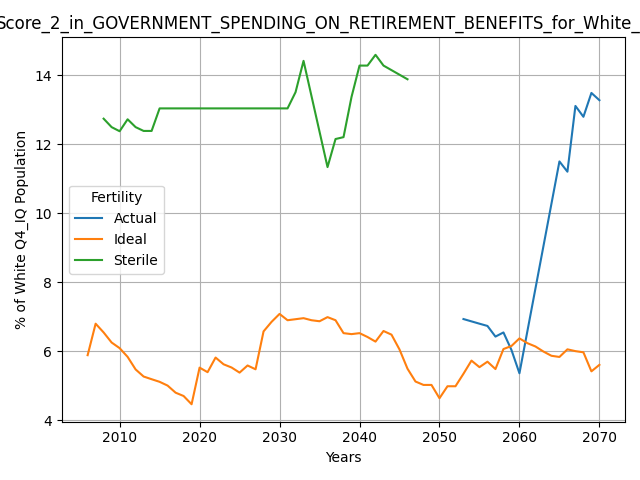 Score_2_in_GOVERNMENT_SPENDING_ON_RETIREMENT_BENEFITS_for_White_
% of White Q4_IQ Population
14
12
10
8
6
4
Fertility
Actual
Ideal
Sterile
2010 2020 2030 2040 2050 2060 2070
Years